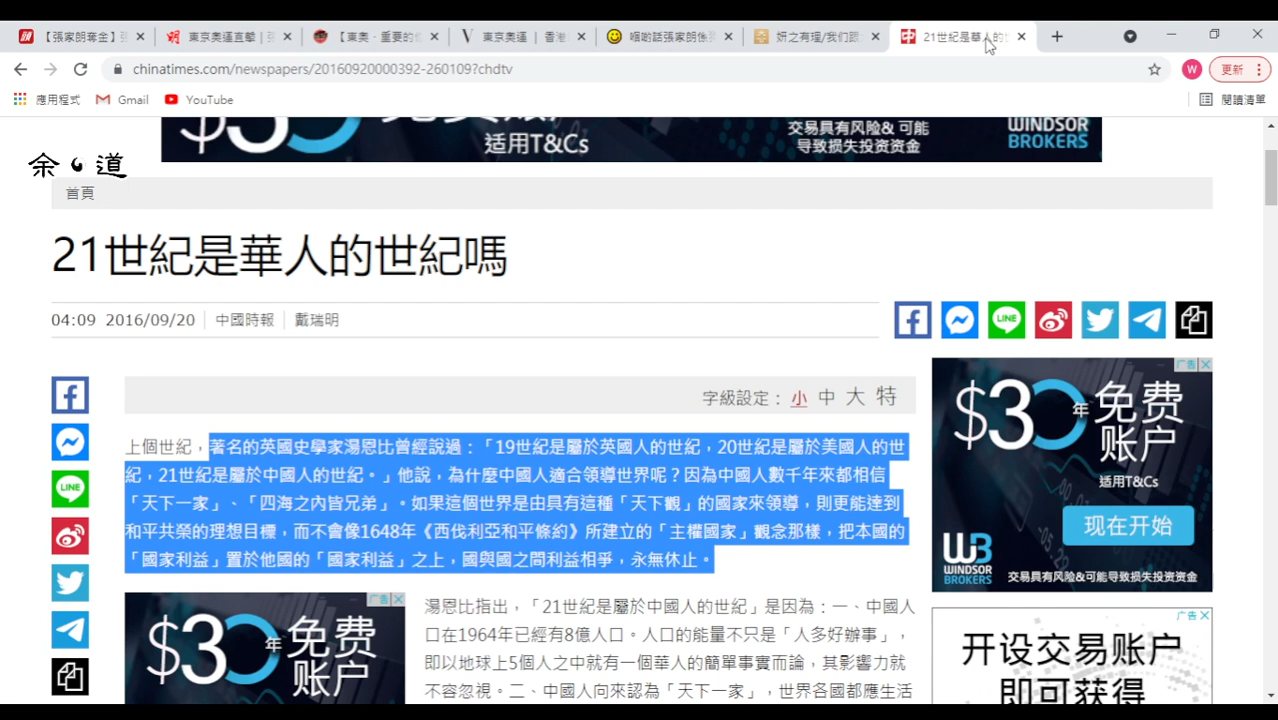 【張家朗奪金】
東京奧運直擊｜
【東奧．重要的
東京奧運 ｜ 香港
嗰啲話張家朗係
妍之有理/我们跟
21世紀是華人的
chinatimes.com/newspapers/20160920000392-260109?chdtv
W
更新
應用程式
Gmail
YouTube
閱讀清單
适用T&Cs
交易具有风险& 可能
导致损失投资资金
WINDSOR
BROKERS
余 道
首頁
21世紀是華人的世紀嗎
04:09 2016/09/20 中國時報 戴瑞明
字級設定： 小 中 大 特
上個世紀，著名的英國史學家湯恩比曾經說過：「19世紀是屬於英國人的世紀，20世紀是屬於美國人的世
紀，21世紀是屬於中國人的世紀。」他說，為什麼中國人適合領導世界呢？因為中國人數千年來都相信
「天下一家」、「四海之內皆兄弟」。如果這個世界是由具有這種「天下觀」的國家來領導，則更能達到
和平共榮的理想目標，而不會像1648年《西伐利亞和平條約》所建立的「主權國家」觀念那樣，把本國的
「國家利益」置於他國的「國家利益」之上，國與國之間利益相爭，永無休止。
湯恩比指出，「21世紀是屬於中國人的世紀」是因為：一、中國人
口在1964年已經有8億人口。人口的能量不只是「人多好辦事」，
即以地球上5個人之中就有一個華人的簡單事實而論，其影響力就
不容忽視。二、中國人向來認為「天下一家」，世界各國都應生活
LINE
广告
$30年 免费
账户
广告
$30年 免费
账户
适用T&Cs
现在开始
WINDSOR
BROKERS
交易具有风险&可能导致损失投资资金
广告
开设交易账户
即可获得